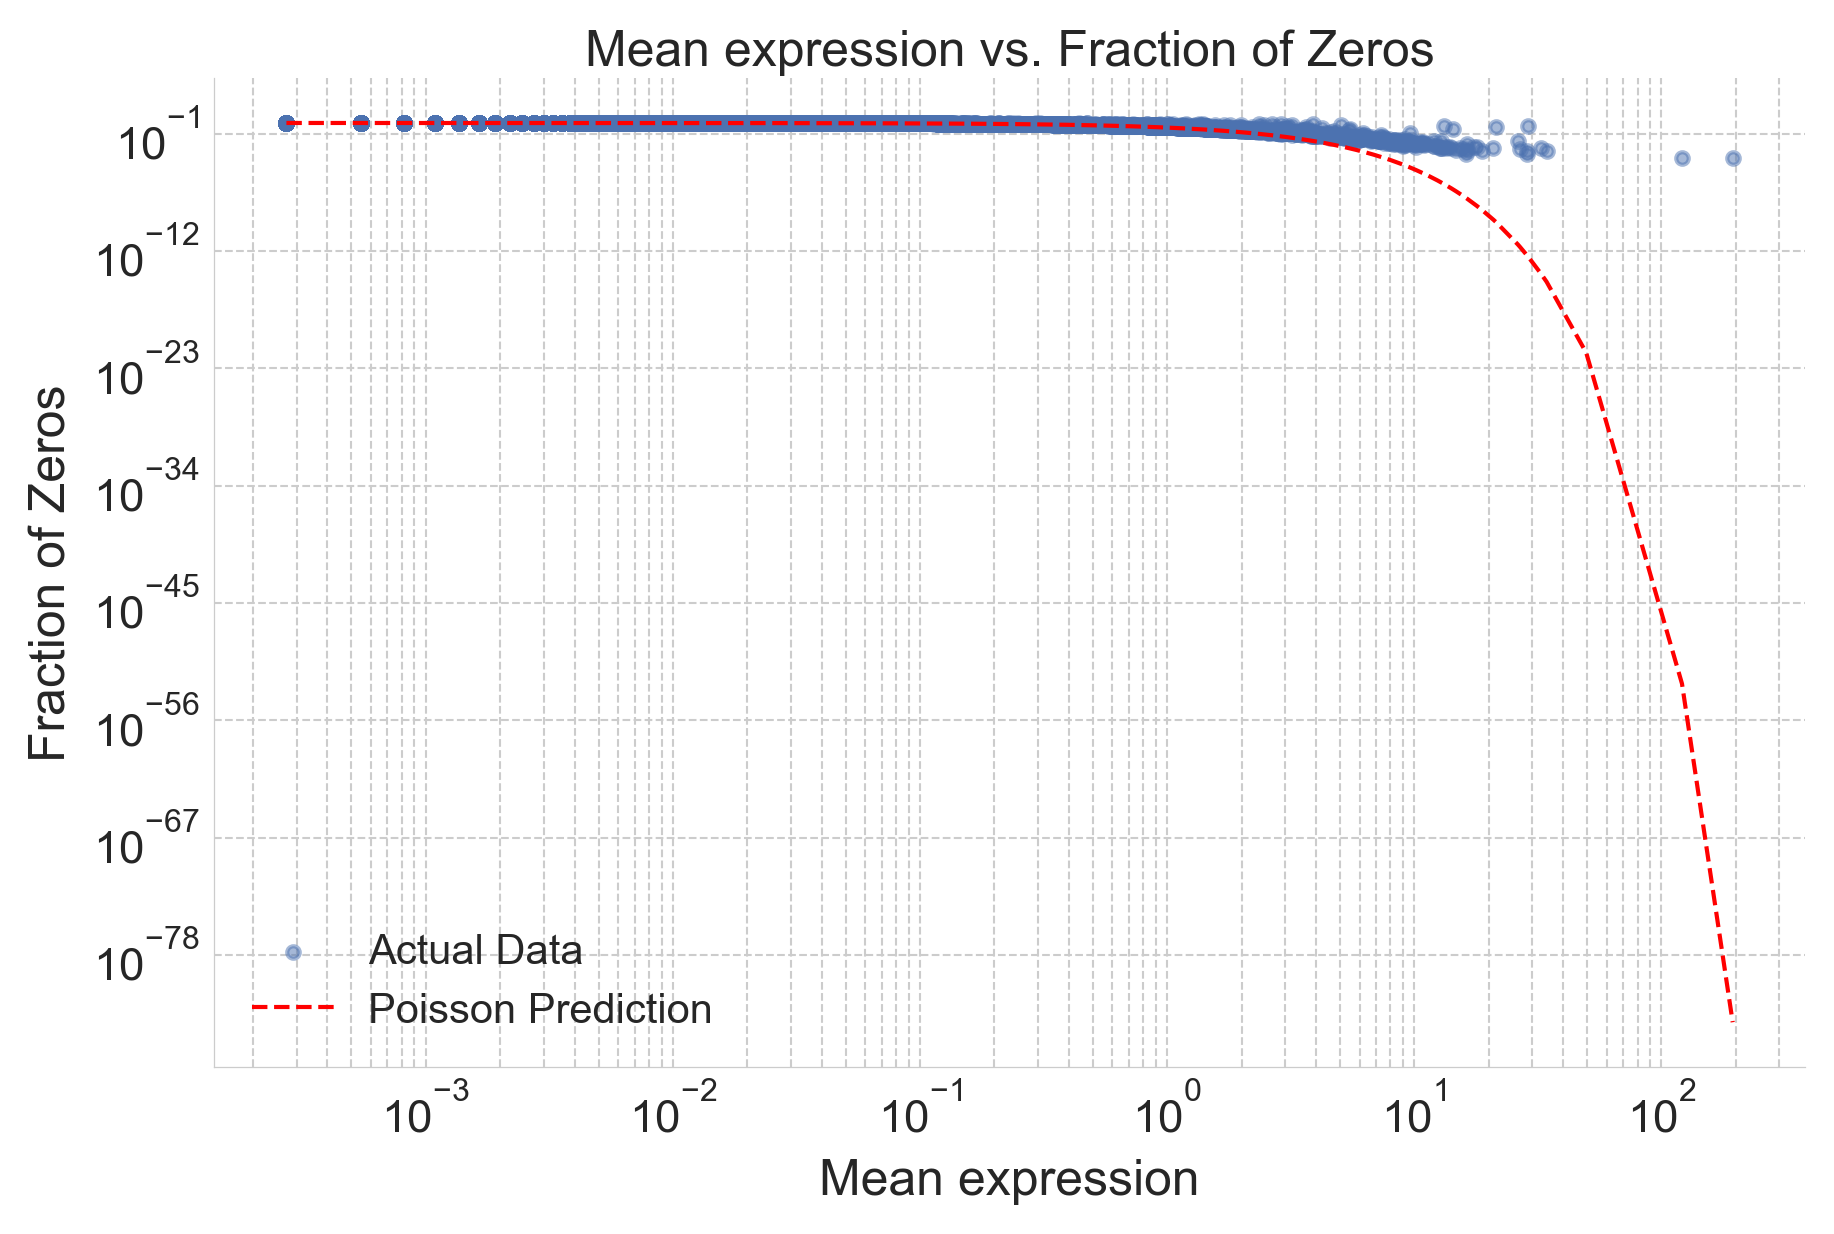 Mean expression vs. Fraction of Zeros
Fraction of Zeros
10^−1
10^−12
10^−23
10^−34
10^−45
10^−56
10^−67
10^−78
Actual Data
Poisson Prediction
10^−3 10^−2 10^−1 10^0 10^1 10^2
Mean expression